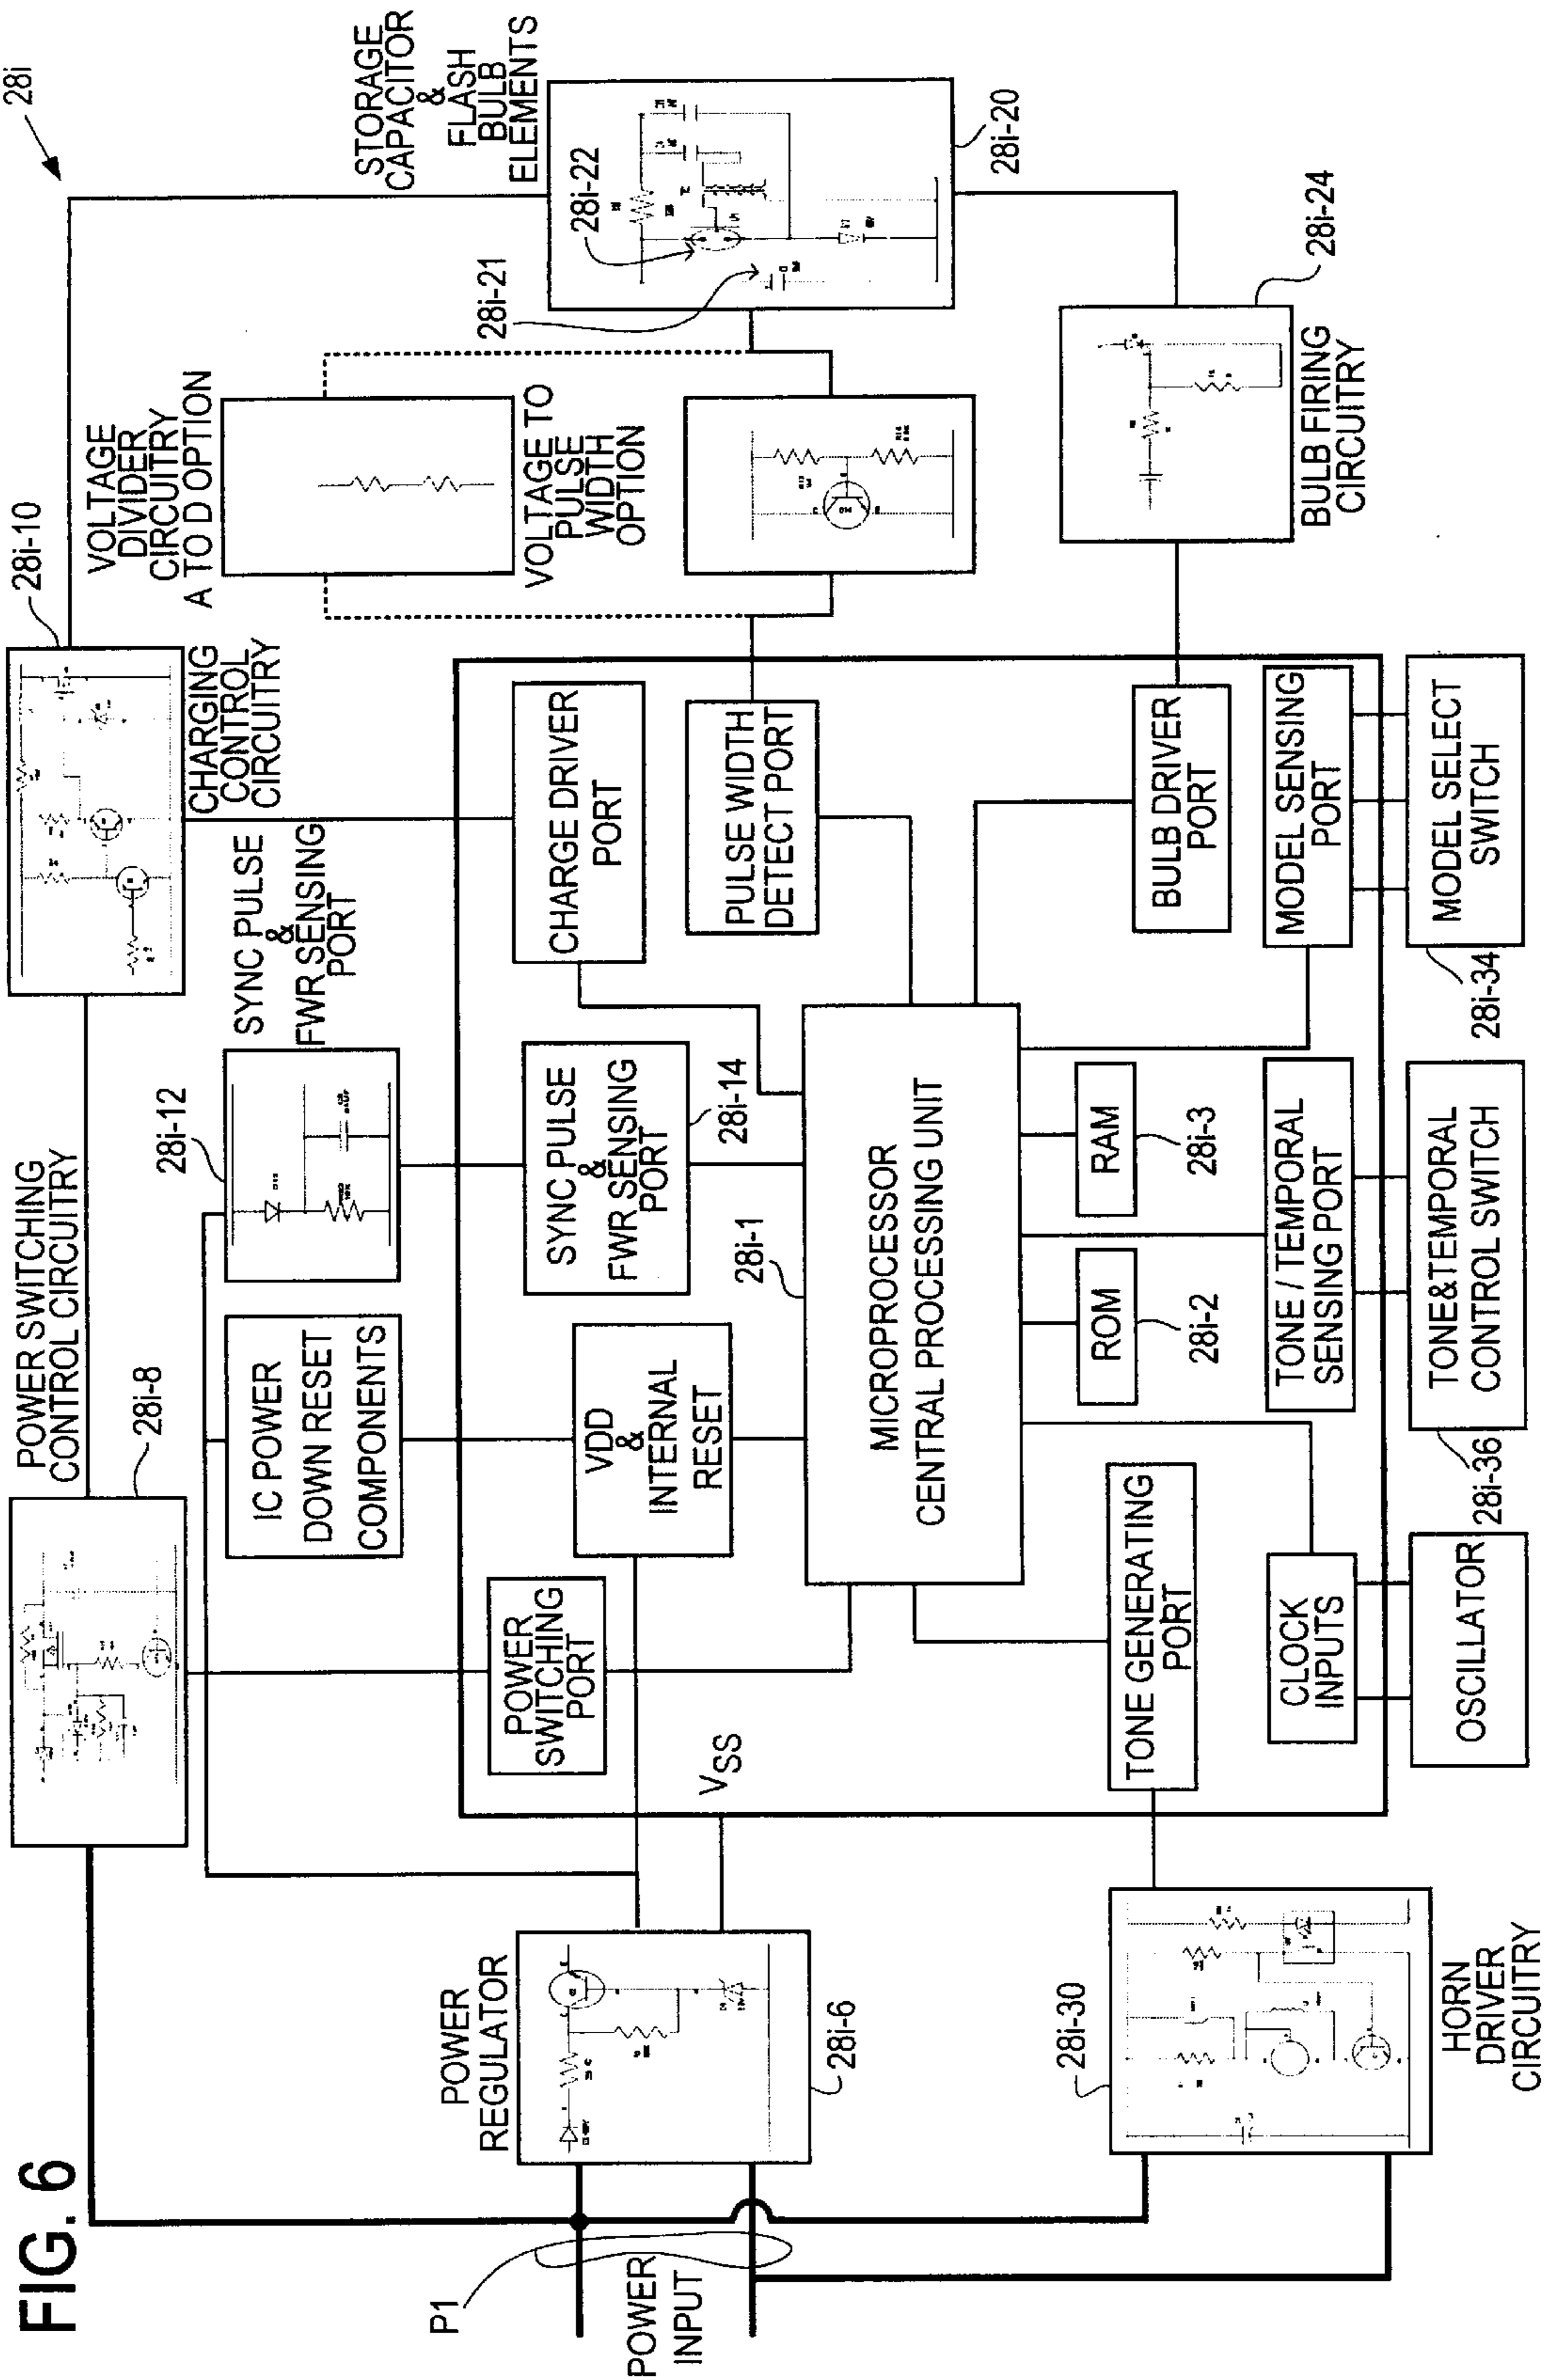 FIG. 6
28i
POWER SWITCHING
CONTROL CIRCUITRY
28i-8
28i-10
CHARGING
CONTROL
CIRCUITRY
VOLTAGE
DIVIDER
CIRCUITRY
A TO D OPTION
STORAGE
CAPACITOR
&
FLASH
BULB
ELEMENTS
28i-22
28i-21
28i-20
VOLTAGE TO
PULSE
WIDTH
OPTION
28i-24
BULB FIRING
CIRCUITRY
28i-12
SYNC PULSE
&
FWR SENSING
PORT
IC POWER
DOWN RESET
COMPONENTS
VDD
&
INTERNAL
RESET
SYNC PULSE
&
FWR SENSING
PORT
28i-14
CHARGE DRIVER
PORT
PULSE WIDTH
DETECT PORT
POWER
SWITCHING
PORT
VSS
28i-1
MICROPROCESSOR
CENTRAL PROCESSING UNIT
BULB DRIVER
PORT
MODEL SENSING
PORT
MODEL SELECT
SWITCH
28i-34
ROM
28i-2
RAM
28i-3
TONE / TEMPORAL
SENSING PORT
TONE&TEMPORAL
CONTROL SWITCH
28i-36
TONE GENERATING
PORT
CLOCK
INPUTS
OSCILLATOR
POWER
REGULATOR
28i-6
P1
POWER
INPUT
28i-30
HORN
DRIVER
CIRCUITRY